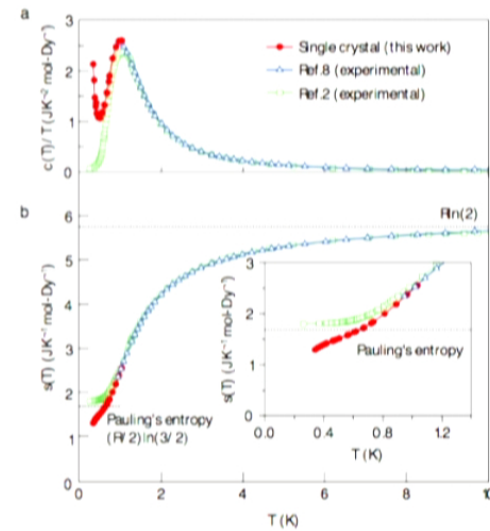 a
3
2
1
0
c(T)/T (JK⁻² mol-Dy⁻¹)
Single crystal (this work)
Ref.8 (experimental)
Ref.2 (experimental)
b
6
5
4
3
2
1
0
s(T) (JK⁻¹ mol-Dy⁻¹)
Rln(2)
Pauling's entropy
(R/2)ln(3/2)
3
2
1
0
s(T) (JK⁻¹ mol-Dy⁻¹)
Pauling's entropy
0.0 0.4 0.8 1.2
T (K)
0 2 4 6 8
T (K)